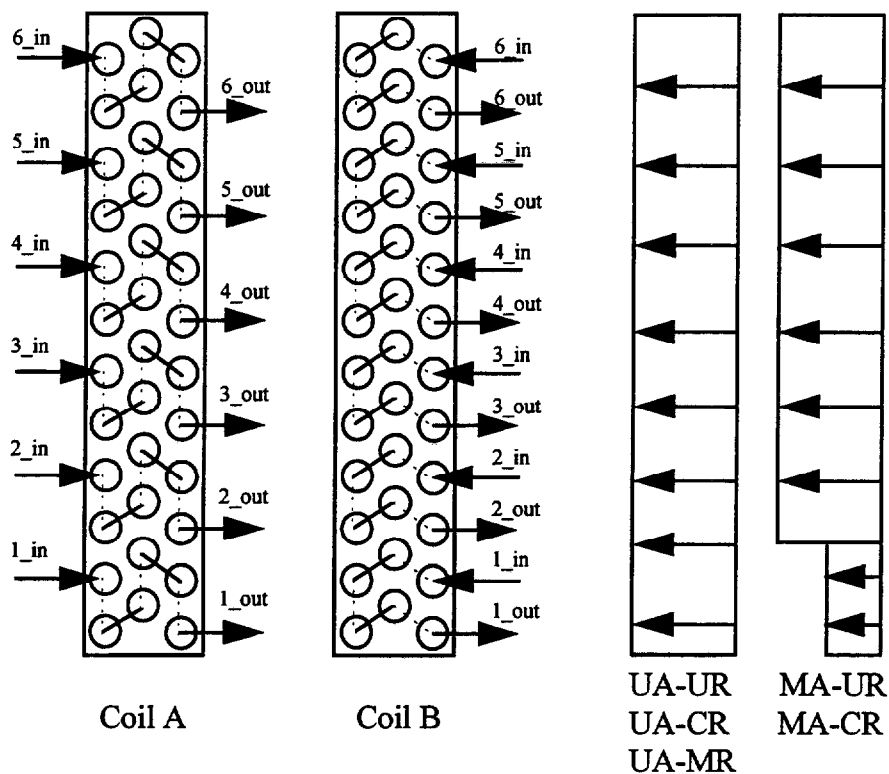 6_in
6_out
5_in
5_out
4_in
4_out
3_in
3_out
2_in
2_out
1_in
1_out
Coil A
6_in
6_out
5_in
5_out
4_in
4_out
3_in
3_out
2_in
2_out
1_in
1_out
Coil B
UA-UR
UA-CR
UA-MR
MA-UR
MA-CR